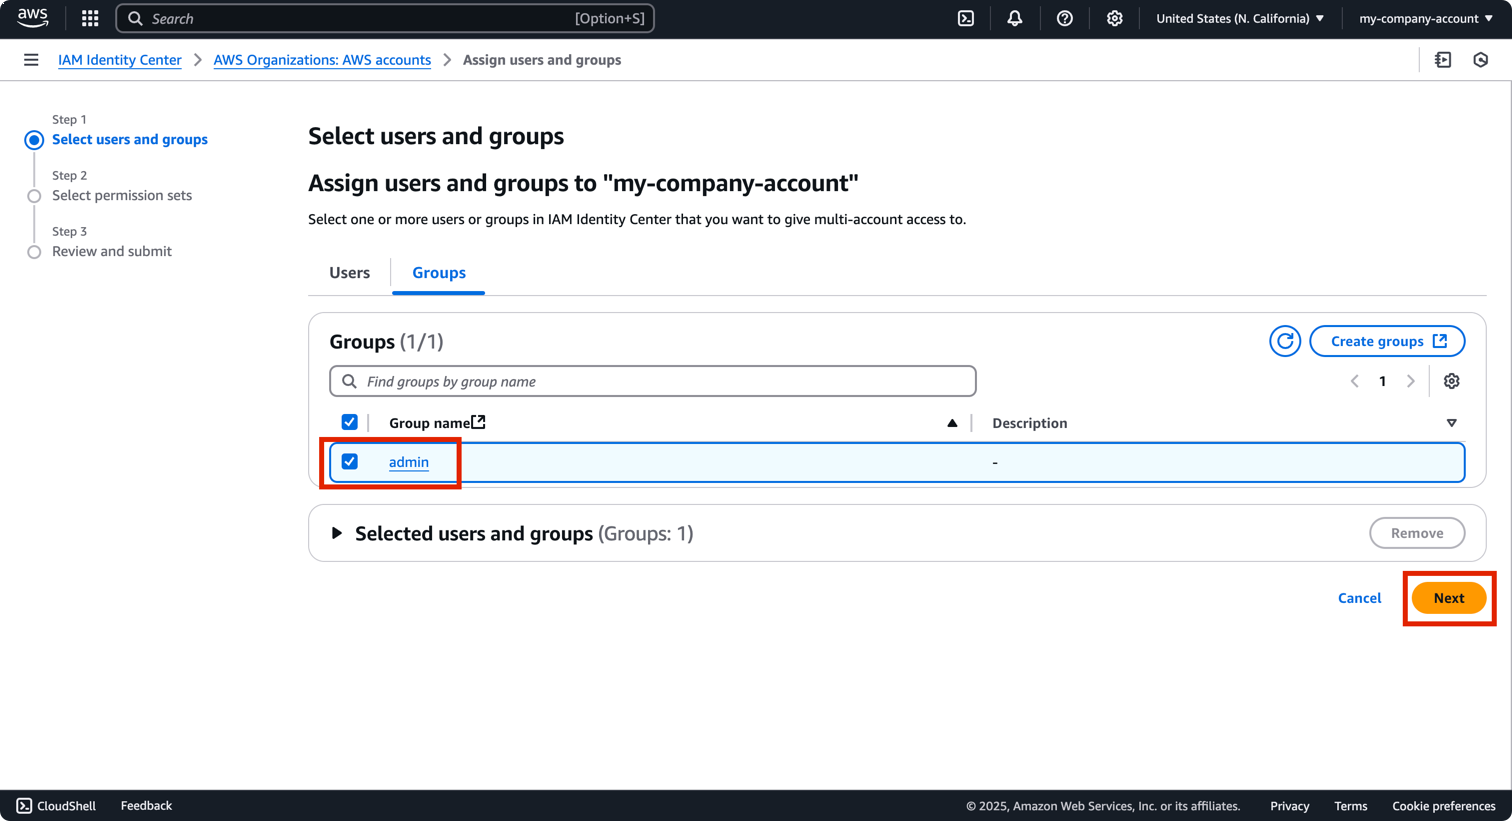 aws
Search
[Option+S]
United States (N. California)
my-company-account
IAM Identity Center
AWS Organizations: AWS accounts
Assign users and groups
Step 1
Select users and groups
Step 2
Select permission sets
Step 3
Review and submit
Select users and groups
Assign users and groups to "my-company-account"
Select one or more users or groups in IAM Identity Center that you want to give multi-account access to.
Users
Groups
Groups (1/1)
Create groups
Find groups by group name
1
Group name
Description
admin
-
Selected users and groups (Groups: 1)
Remove
Cancel
Next
CloudShell
Feedback
© 2025, Amazon Web Services, Inc. or its affiliates.
Privacy
Terms
Cookie preferences